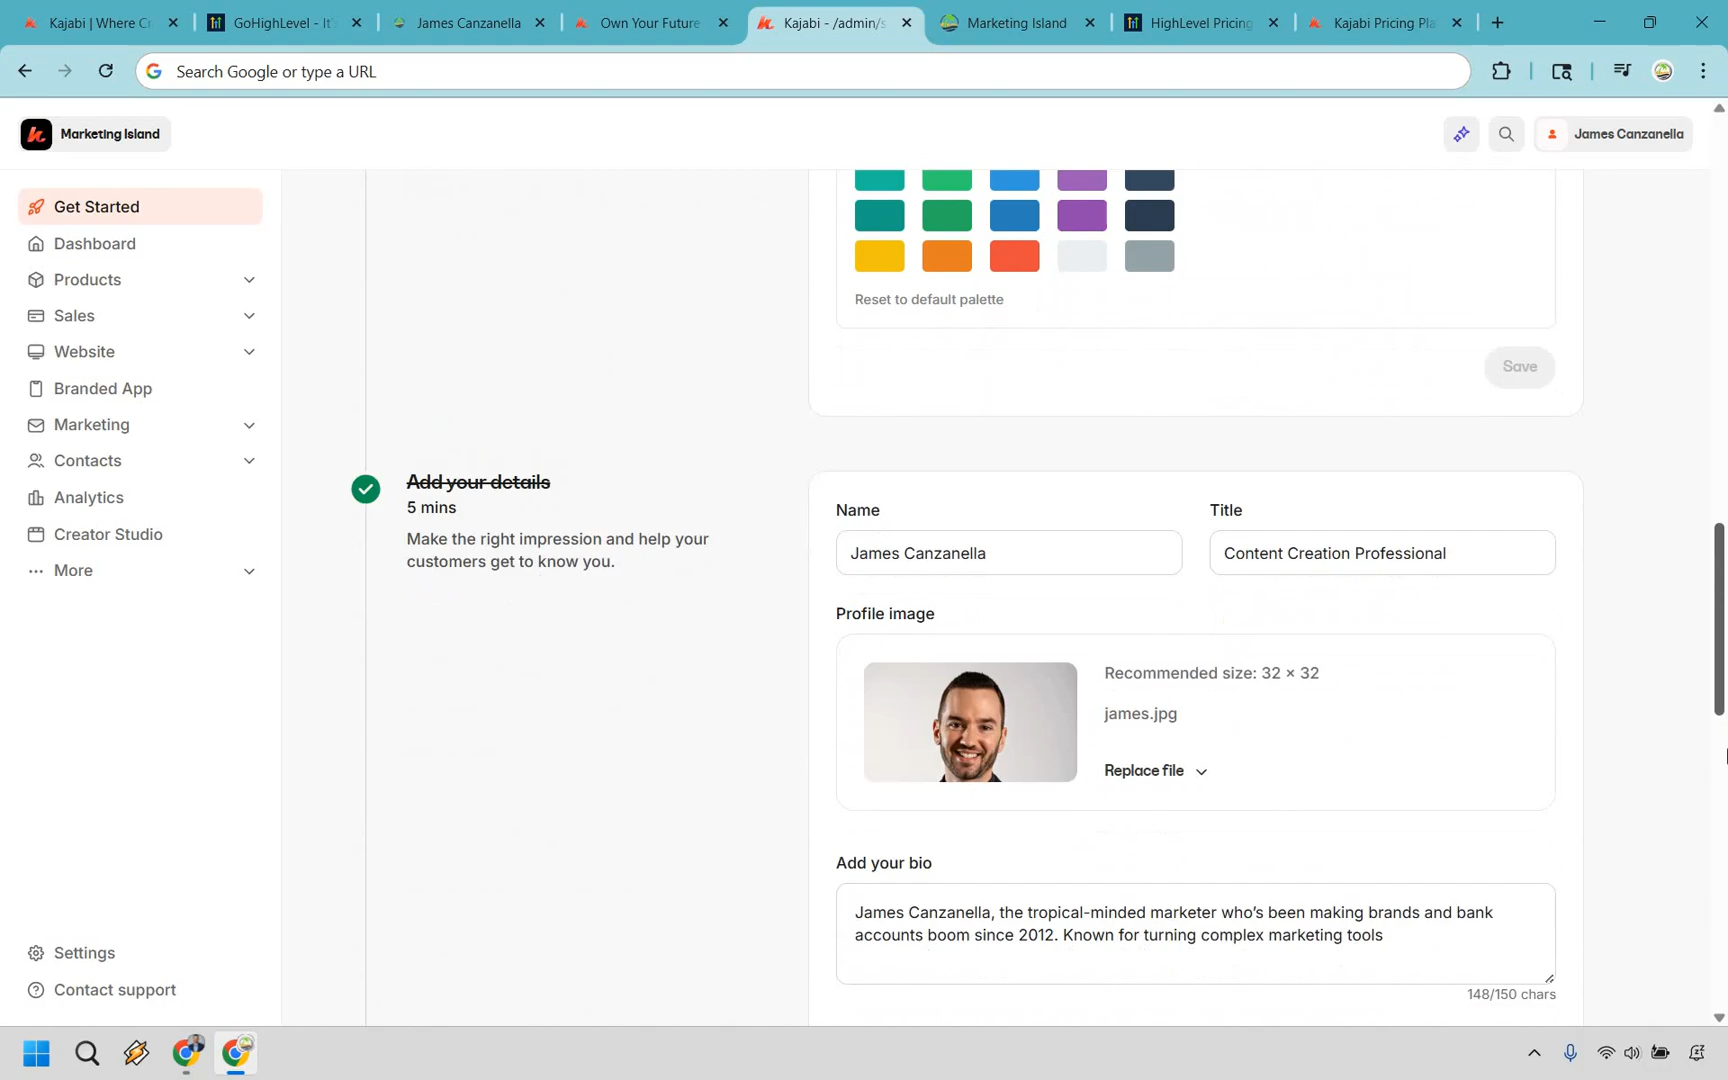 Kajabi | Where C
GoHighLevel - It'
James Canzanella
Own Your Future
Kajabi - /admin/s
Marketing Island
HighLevel Pricing
Kajabi Pricing Pla
Search Google or type a URL
Marketing Island
James Canzanella
Get Started
Dashboard
Products
Sales
Website
Branded App
Marketing
Contacts
Analytics
Creator Studio
More
Settings
Contact support
Reset to default palette
Save
Add your details
5 mins
Make the right impression and help your
customers get to know you.
Name
Title
James Canzanella
Content Creation Professional
Profile image
Recommended size: 32 × 32
james.jpg
Replace file
Add your bio
James Canzanella, the tropical-minded marketer who's been making brands and bank
accounts boom since 2012. Known for turning complex marketing tools
148/150 chars